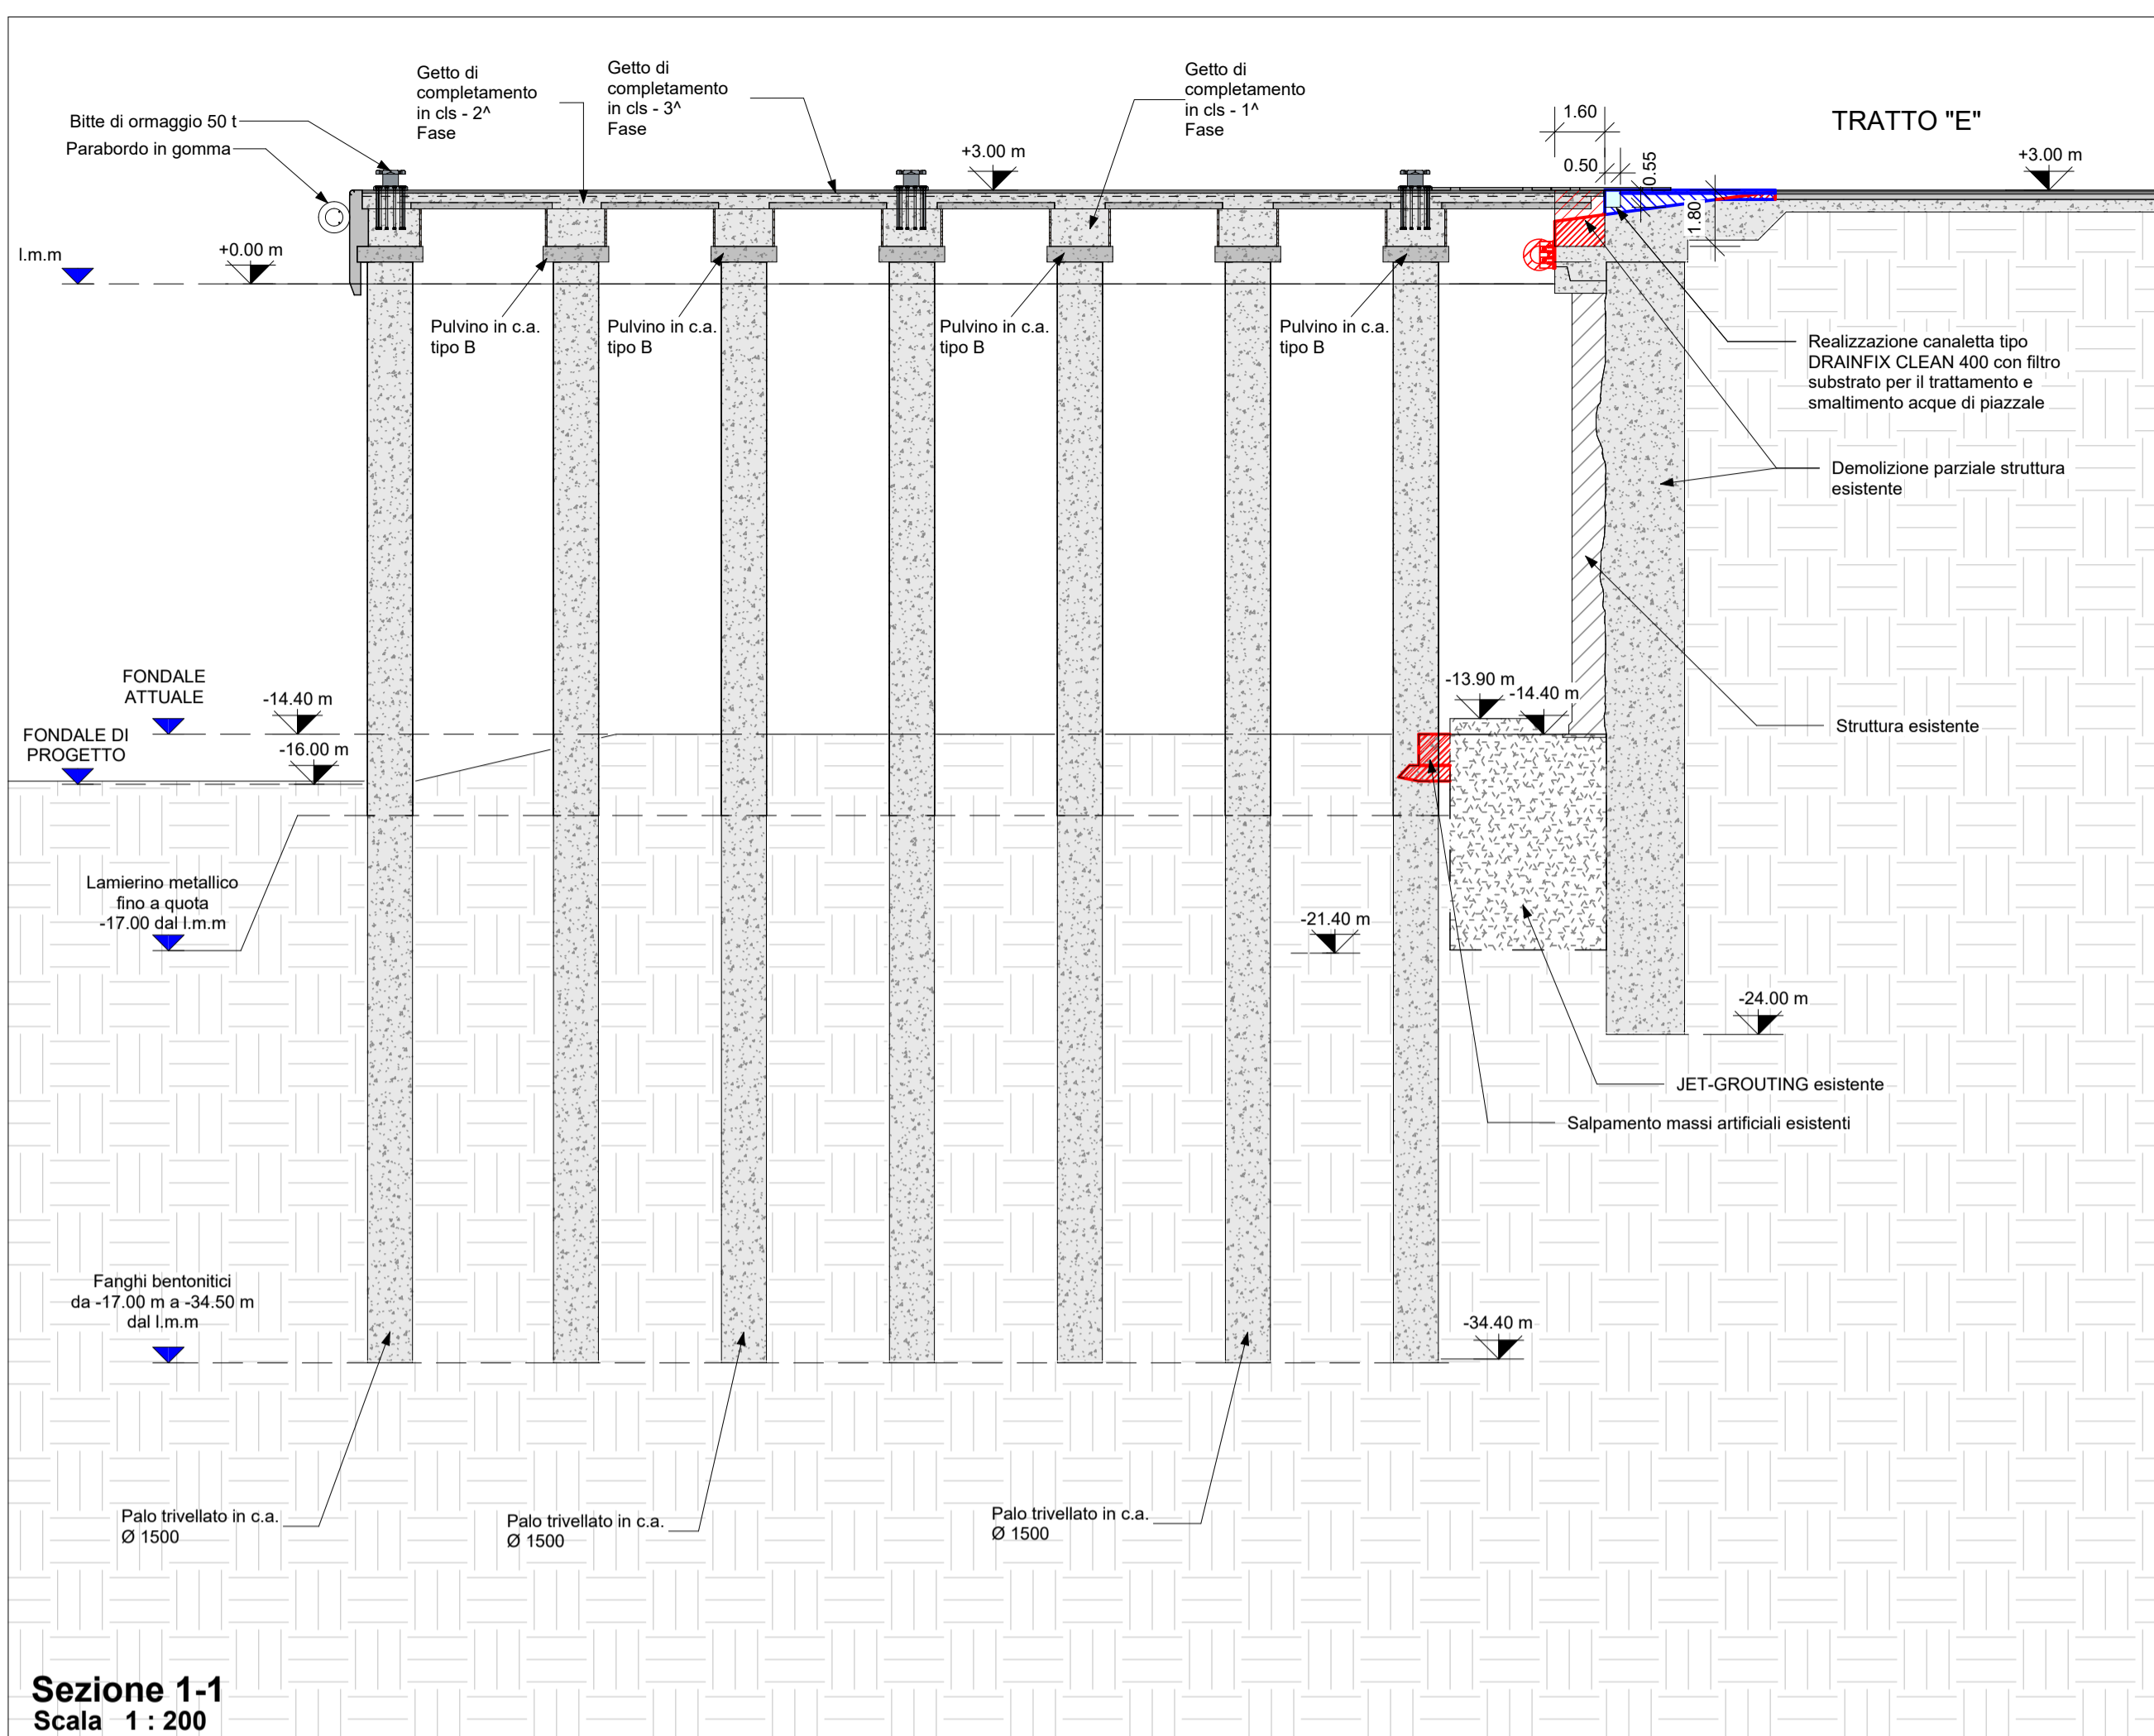 Getto di
completamento
in cls - 2^
Fase
Getto di
completamento
in cls - 3^
Fase
Getto di
completamento
in cls - 1^
Fase
Bitte di ormaggio 50 t
Parabordo in gomma
1.60
TRATTO "E"
+3.00 m
0.50
0.55
+3.00 m
1.80
l.m.m
+0.00 m
Pulvino in c.a.
tipo B
Pulvino in c.a.
tipo B
Pulvino in c.a.
tipo B
Pulvino in c.a.
tipo B
Realizzazione canaletta tipo
DRAINFIX CLEAN 400 con filtro
substrato per il trattamento e
smaltimento acque di piazzale
Demolizione parziale struttura
esistente
FONDALE
ATTUALE
-14.40 m
FONDALE DI
PROGETTO
-16.00 m
-13.90 m
-14.40 m
Struttura esistente
Lamierino metallico
fino a quota
-17.00 dal l.m.m
-21.40 m
-24.00 m
JET-GROUTING esistente
Salpamento massi artificiali esistenti
Fanghi bentonitici
da -17.00 m a -34.50 m
dal l.m.m
-34.40 m
Palo trivellato in c.a.
Ø 1500
Palo trivellato in c.a.
Ø 1500
Palo trivellato in c.a.
Ø 1500
Sezione 1-1
Scala 1 : 200